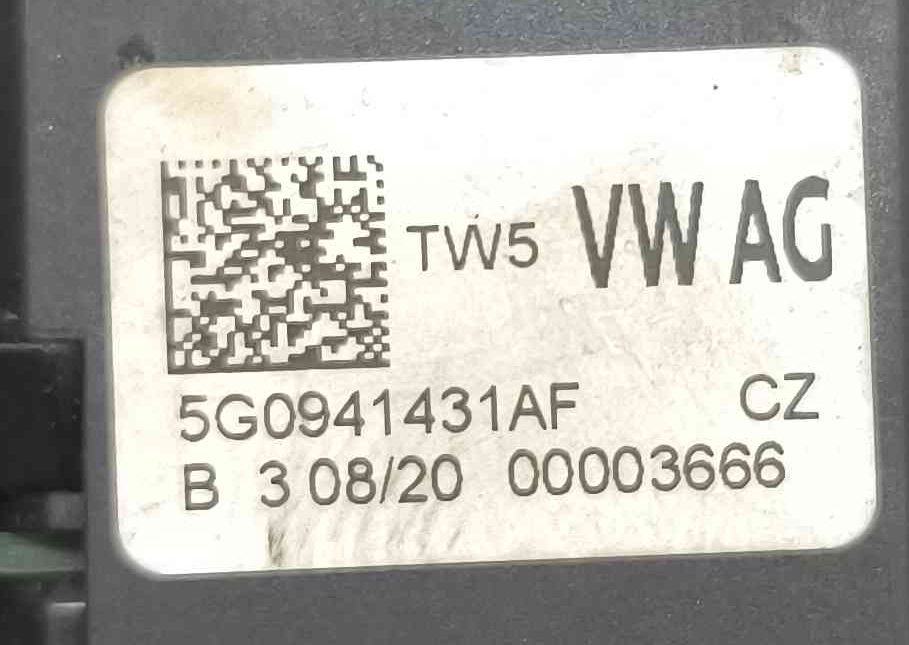 TW5 VW AG
5G0941431AF CZ
B 3 08/20 00003666